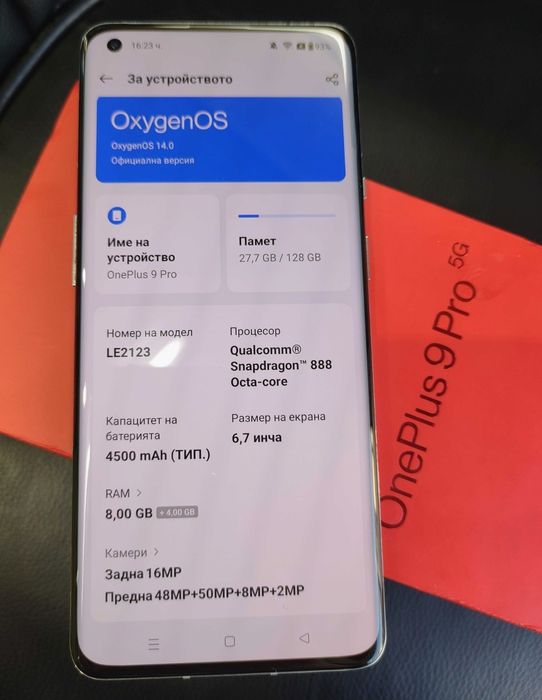 16:23 ч.
93%
За устройството
OxygenOS
OxygenOS 14.0
Официална версия
Име на
устройство
OnePlus 9 Pro
Памет
27,7 GB / 128 GB
Номер на модел
LE2123
Процесор
Qualcomm®
Snapdragon™ 888
Octa-core
Капацитет на
батерията
4500 mAh (ТИП.)
Размер на екрана
6,7 инча
RAM >
8,00 GB + 4,00 GB
Камери >
Задна 16MP
Предна 48MP+50MP+8MP+2MP
OnePlus 9 Pro 5G